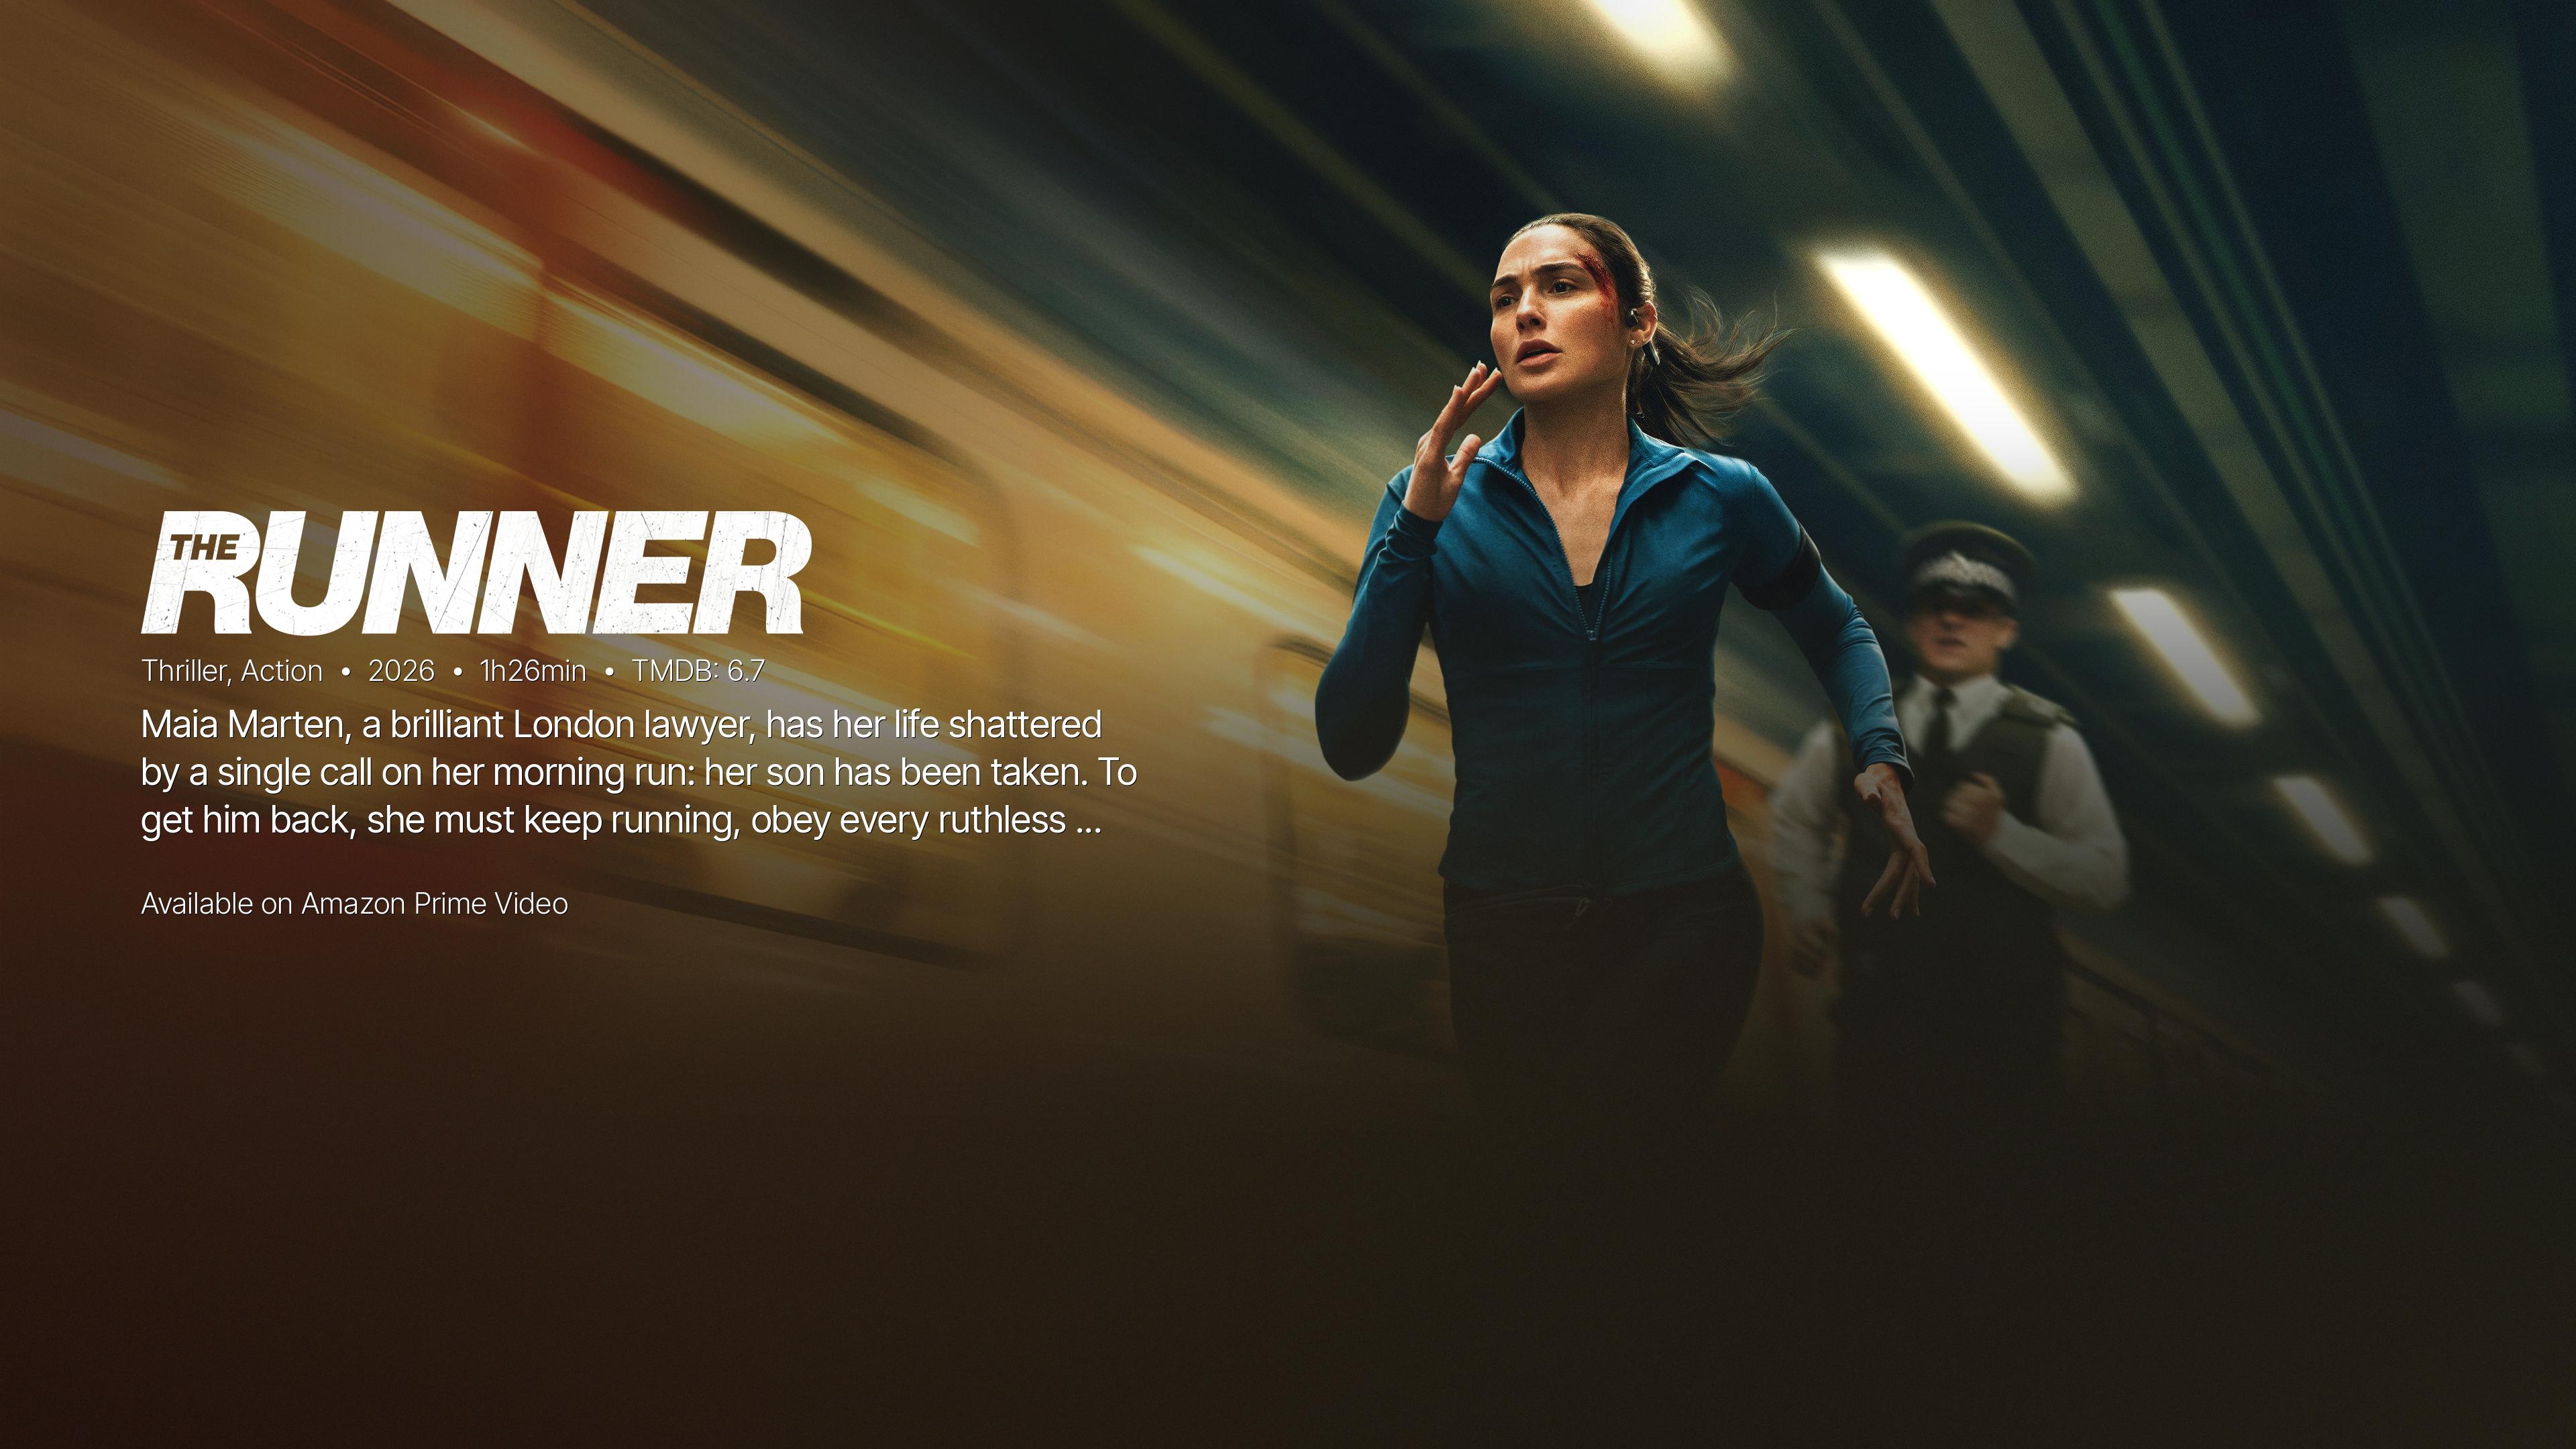 THE RUNNER
Thriller, Action • 2026 • 1h26min • TMDB: 6.7
Maia Marten, a brilliant London lawyer, has her life shattered
by a single call on her morning run: her son has been taken. To
get him back, she must keep running, obey every ruthless ...
Available on Amazon Prime Video